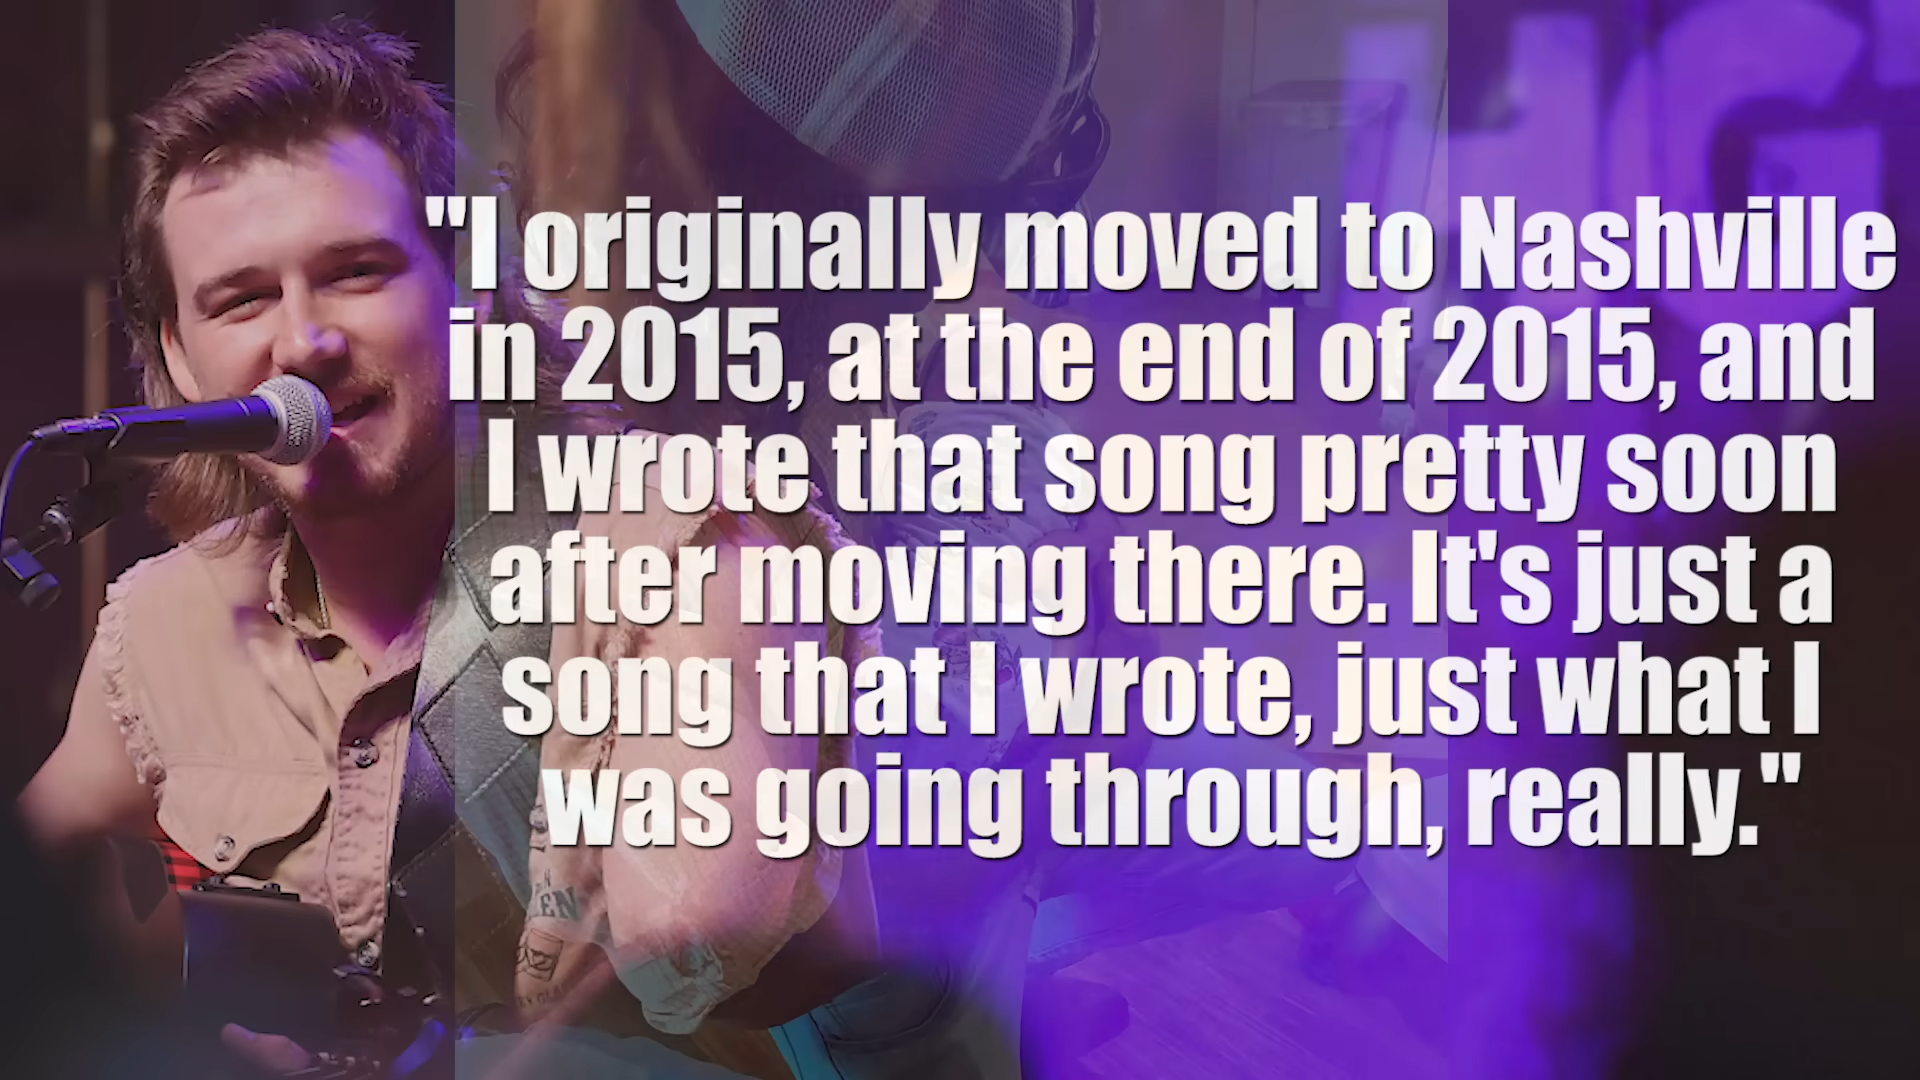 HG
"I originally moved to Nashville
in 2015, at the end of 2015, and
I wrote that song pretty soon
after moving there. It's just a
song that I wrote, just what I
was going through, really."